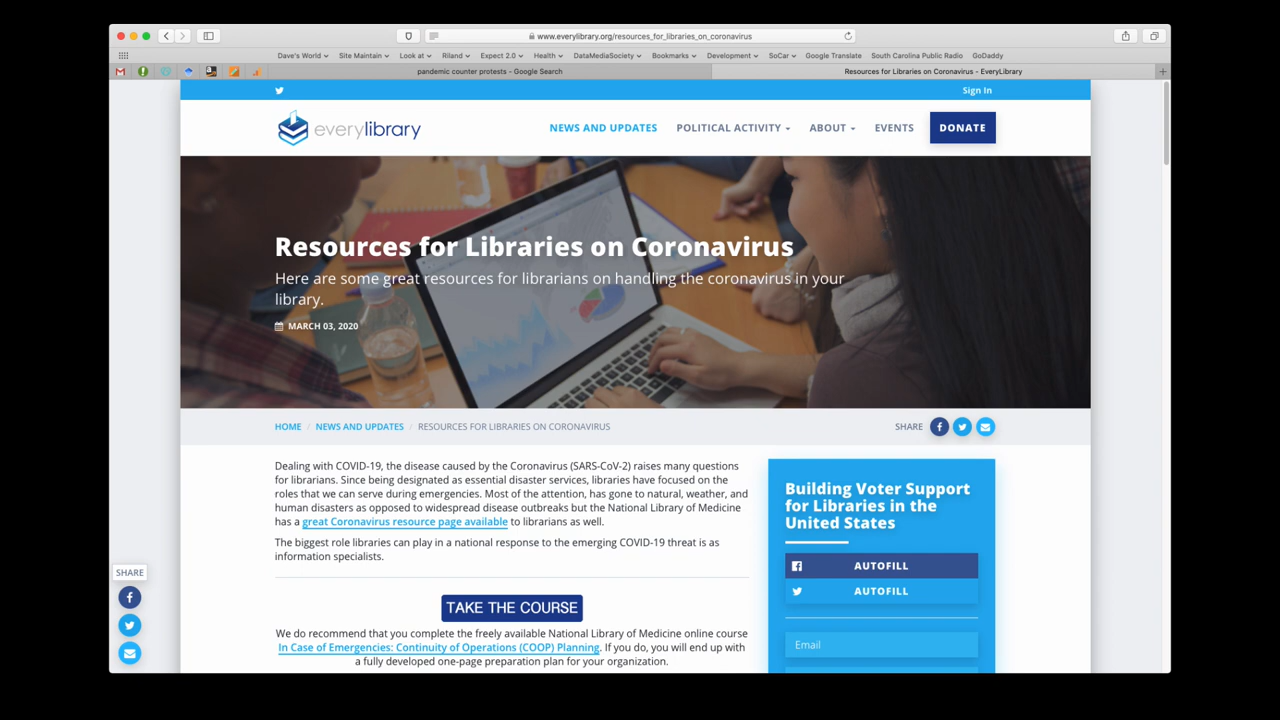 www.everylibrary.org/resources_for_libraries_on_coronavirus
Dave's World Site Maintain Look at Riland Expect 2.0 Health DataMediaSociety Bookmarks Development SoCar Google Translate South Carolina Public Radio GoDaddy
pandemic counter protests - Google Search Resources for Libraries on Coronavirus - EveryLibrary
Sign In
everylibrary
NEWS AND UPDATES POLITICAL ACTIVITY ABOUT EVENTS DONATE
Resources for Libraries on Coronavirus
Here are some great resources for librarians on handling the coronavirus in your
library.
MARCH 03, 2020
HOME / NEWS AND UPDATES / RESOURCES FOR LIBRARIES ON CORONAVIRUS
SHARE
Dealing with COVID-19, the disease caused by the Coronavirus (SARS-CoV-2) raises many questions
for librarians. Since being designated as essential disaster services, libraries have focused on the
roles that we can serve during emergencies. Most of the attention, has gone to natural, weather, and
human disasters as opposed to widespread disease outbreaks but the National Library of Medicine
has a great Coronavirus resource page available to librarians as well.
The biggest role libraries can play in a national response to the emerging COVID-19 threat is as
information specialists.
TAKE THE COURSE
We do recommend that you complete the freely available National Library of Medicine online course
In Case of Emergencies: Continuity of Operations (COOP) Planning. If you do, you will end up with
a fully developed one-page preparation plan for your organization.
Building Voter Support
for Libraries in the
United States
AUTOFILL
AUTOFILL
Email
SHARE